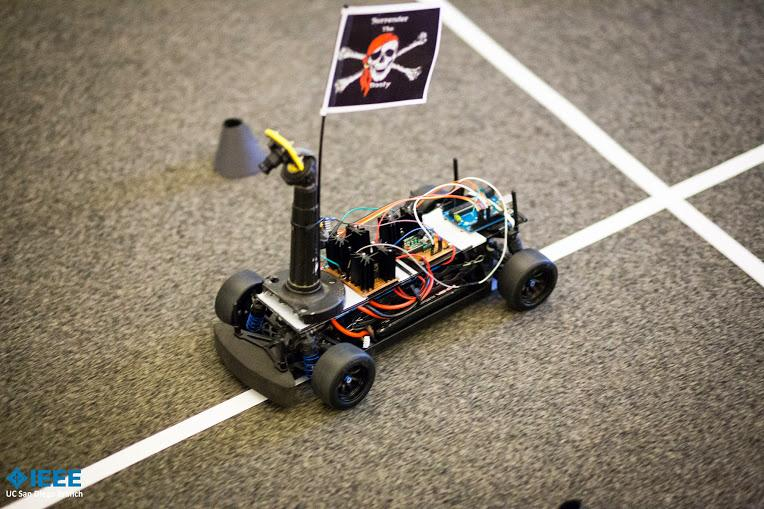 Surrender
The
Booty
IEEE
UC San Diego Branch